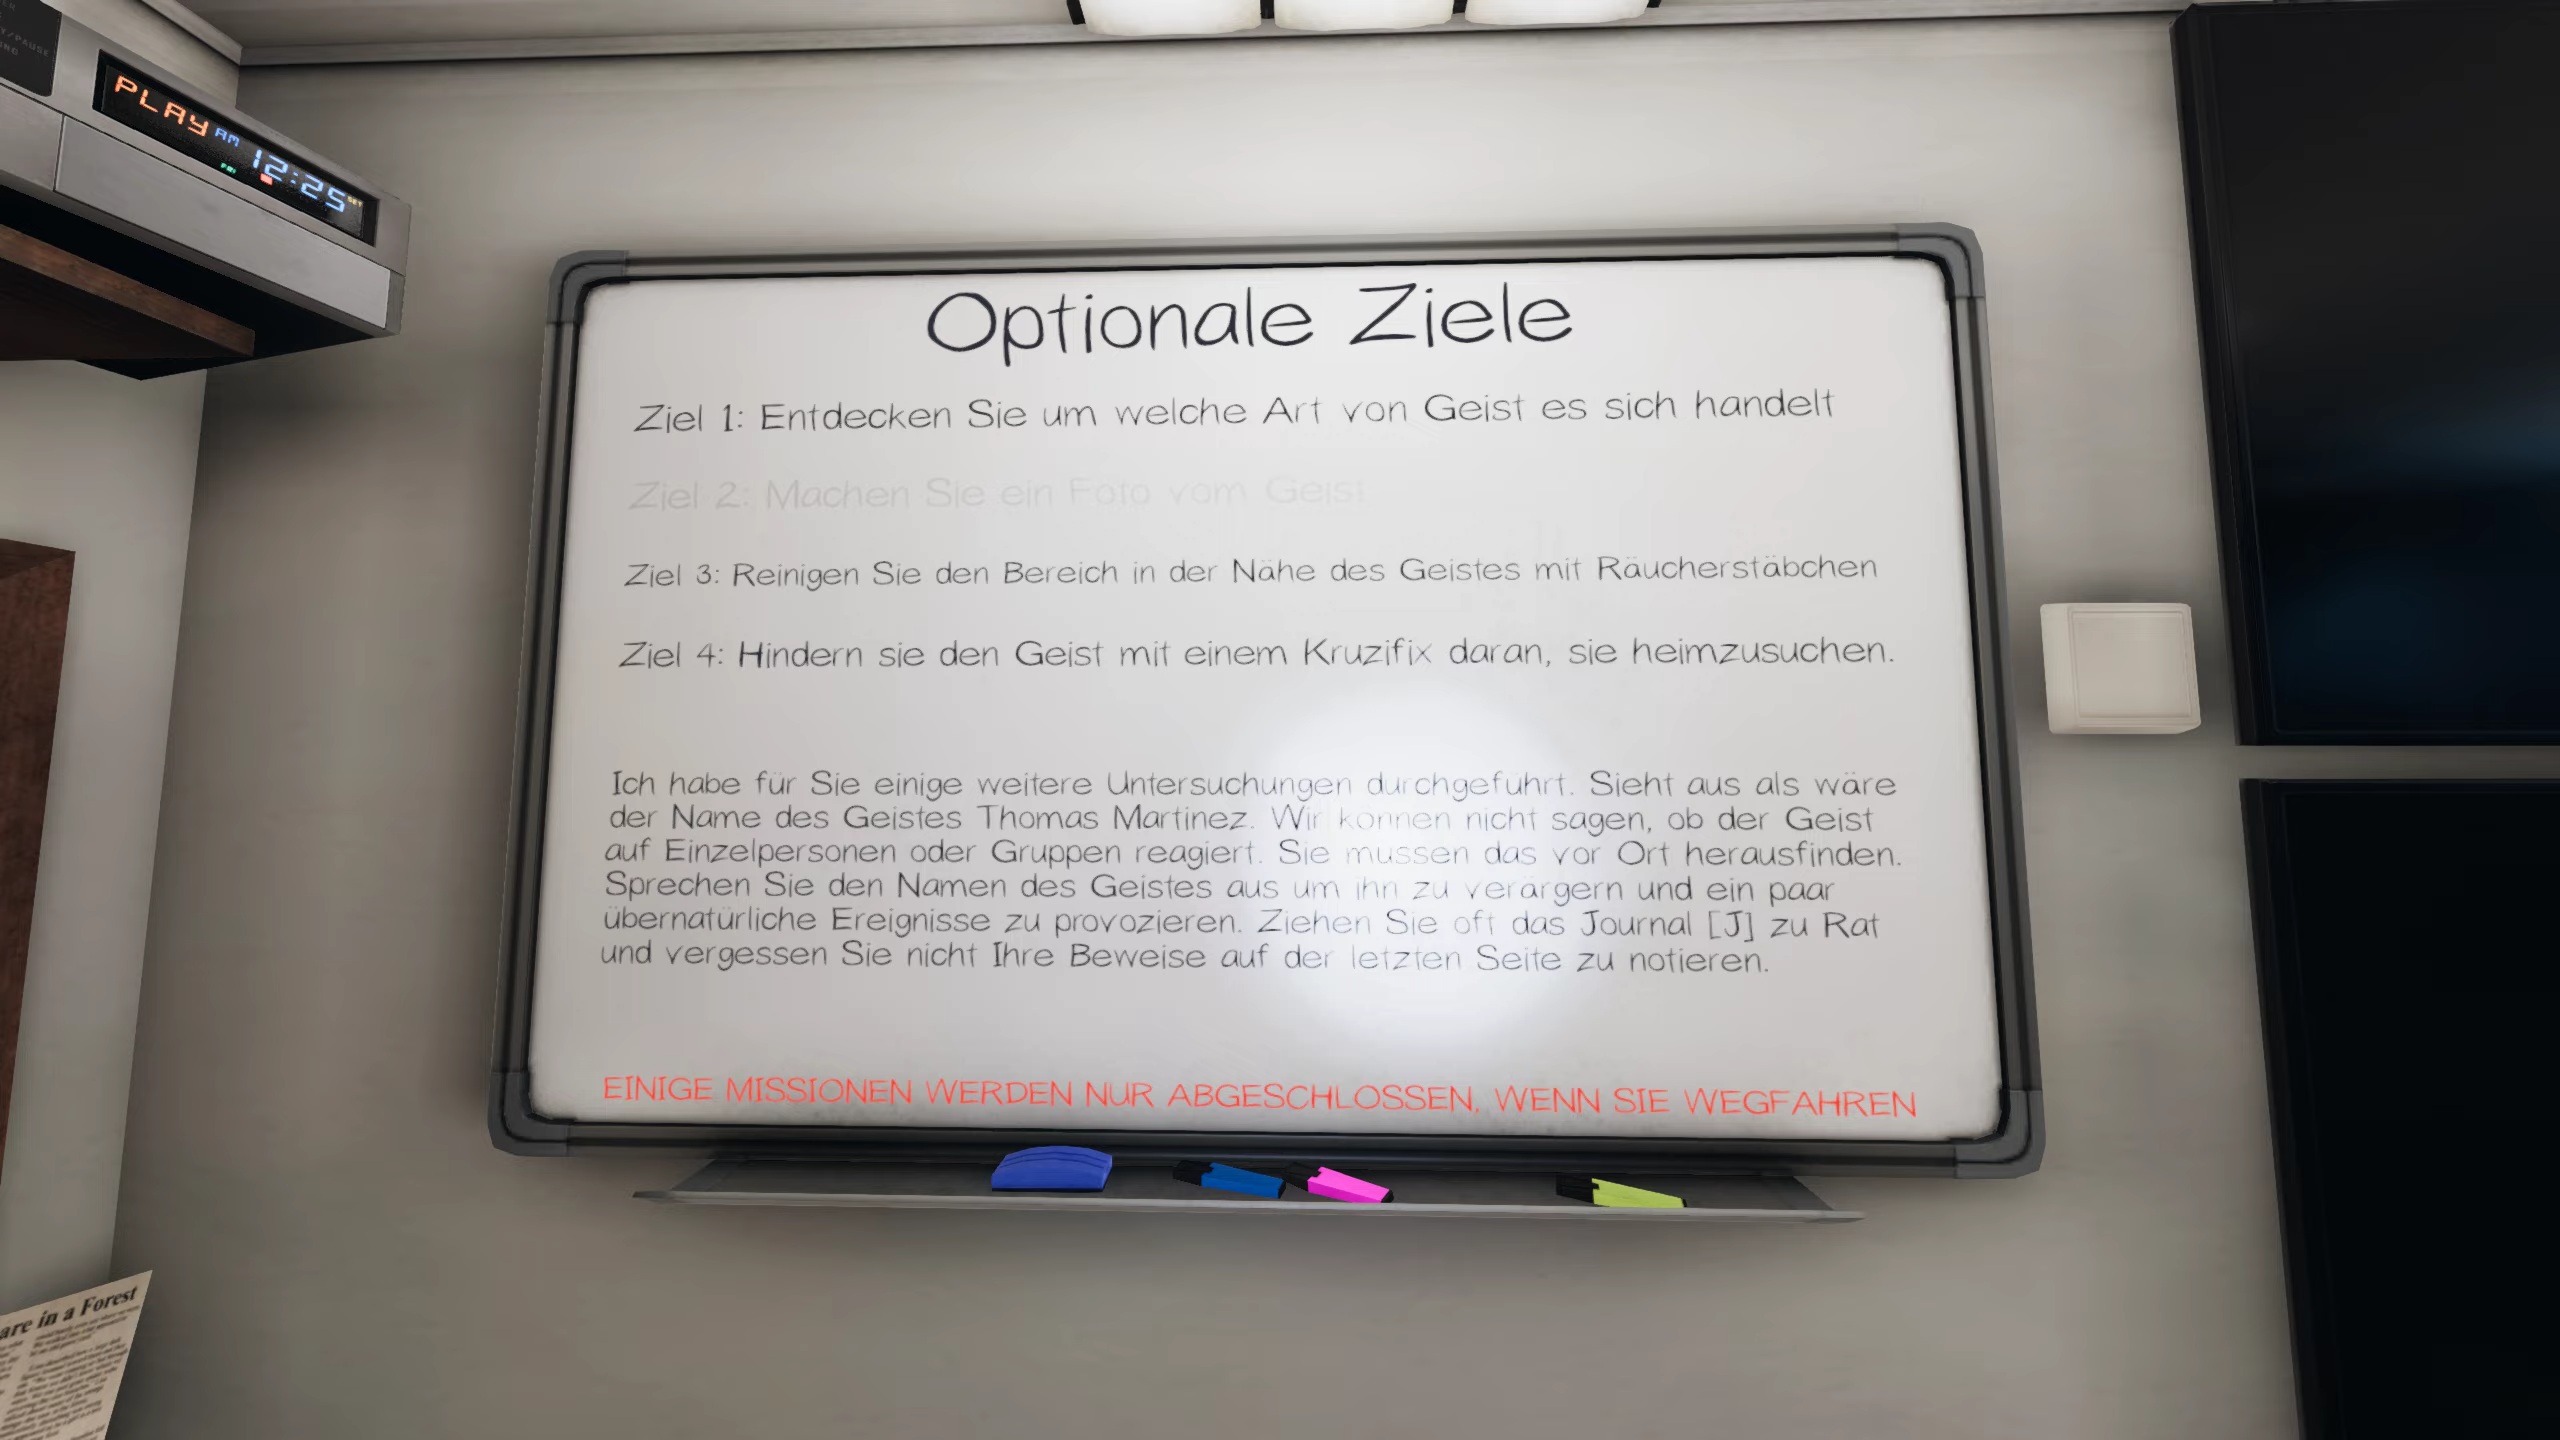 Y/PAUSE
PLAY AM 12:25
FRI
SET
Optionale Ziele
Ziel 1: Entdecken Sie um welche Art von Geist es sich handelt
Ziel 2: Machen Sie ein Foto vom Geist
Ziel 3: Reinigen Sie den Bereich in der Nähe des Geistes mit Räucherstäbchen
Ziel 4: Hindern sie den Geist mit einem Kruzifix daran, sie heimzusuchen.
Ich habe für Sie einige weitere Untersuchungen durchgeführt. Sieht aus als wäre
der Name des Geistes Thomas Martinez. Wir können nicht sagen, ob der Geist
auf Einzelpersonen oder Gruppen reagiert. Sie müssen das vor Ort herausfinden.
Sprechen Sie den Namen des Geistes aus um ihn zu verärgern und ein paar
übernatürliche Ereignisse zu provozieren. Ziehen Sie oft das Journal [J] zu Rat
und vergessen Sie nicht Ihre Beweise auf der letzten Seite zu notieren.
EINIGE MISSIONEN WERDEN NUR ABGESCHLOSSEN, WENN SIE WEGFAHREN
are in a Forest